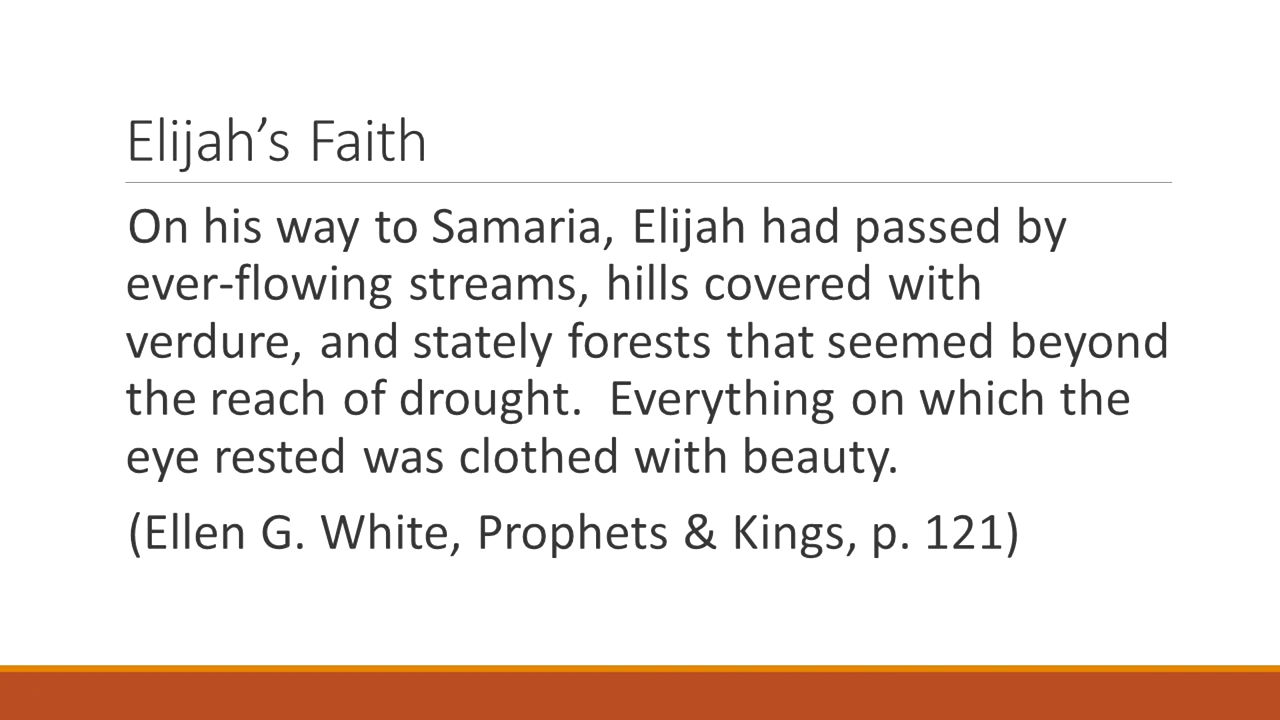 Elijah’s Faith
On his way to Samaria, Elijah had passed by
ever-flowing streams, hills covered with
verdure, and stately forests that seemed beyond
the reach of drought.  Everything on which the
eye rested was clothed with beauty.
(Ellen G. White, Prophets & Kings, p. 121)